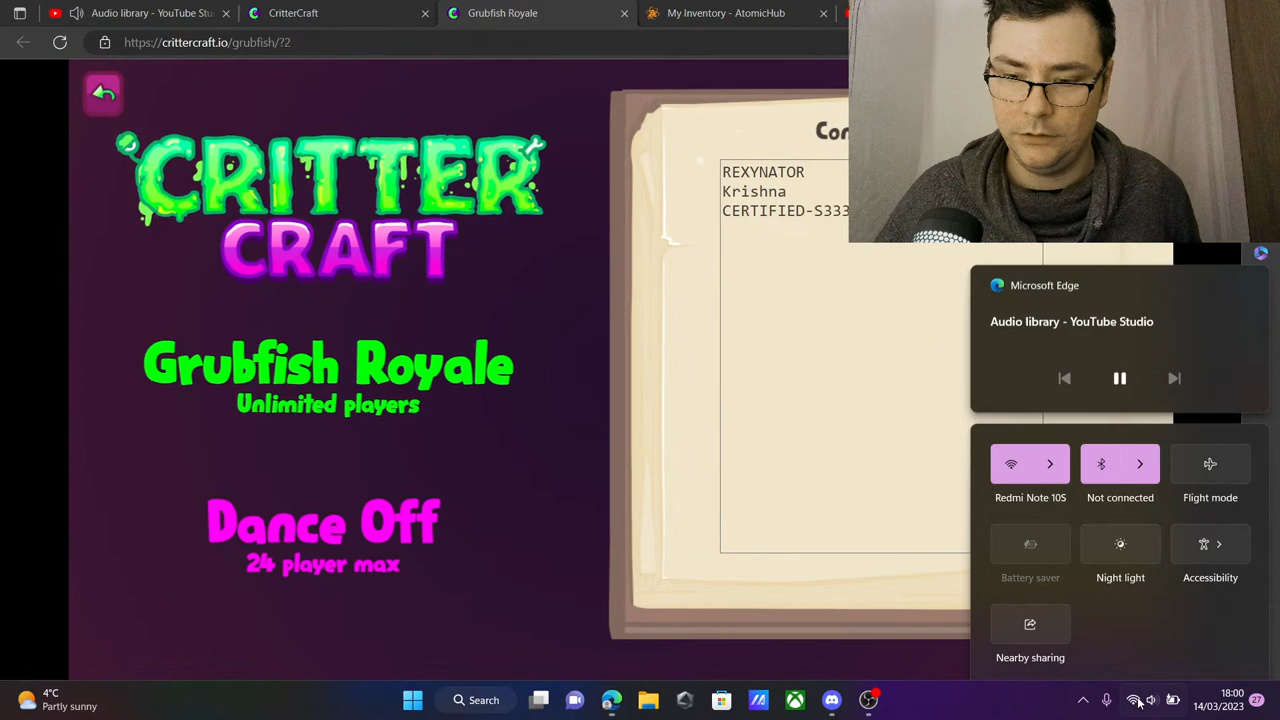 Audio library - YouTube Stu
CritterCraft
Grubfish Royale
My Inventory - AtomicHub
https://crittercraft.io/grubfish/?2
CRITTER
CRAFT
Grubfish Royale
Unlimited players
Dance Off
24 player max
REXYNATOR
Krishna
CERTIFIED-S333
Microsoft Edge
Audio library - YouTube Studio
Redmi Note 10S
Not connected
Flight mode
Battery saver
Night light
Accessibility
Nearby sharing
4°C
Partly sunny
Search
18:00
14/03/2023
27